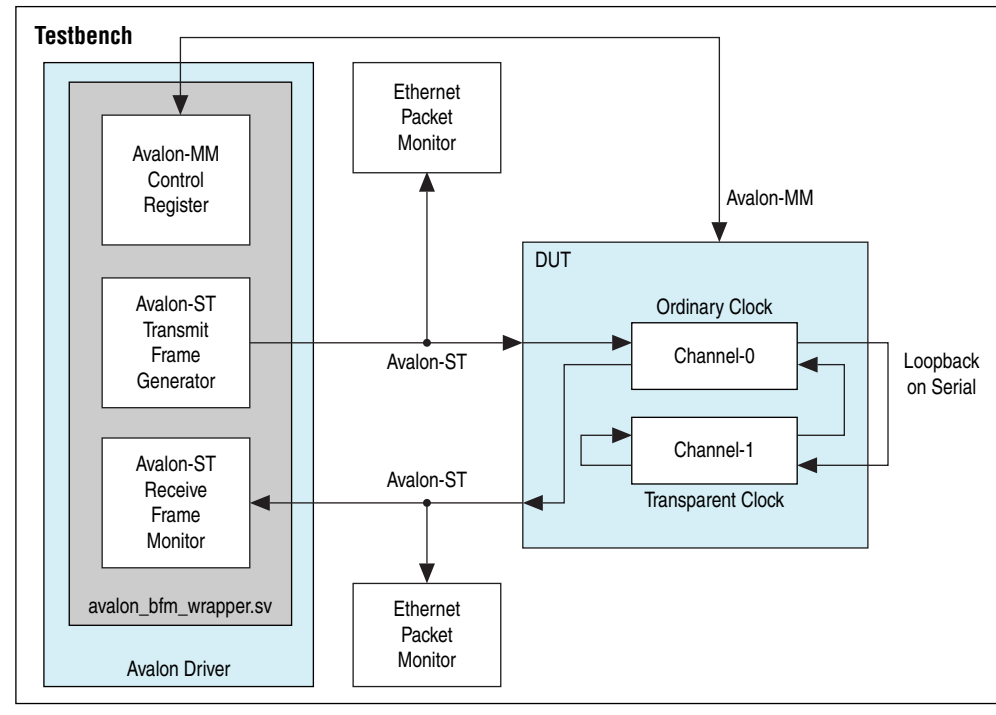 Testbench
Avalon-MM
Control
Register
Avalon-ST
Transmit
Frame
Generator
Avalon-ST
Receive
Frame
Monitor
avalon_bfm_wrapper.sv
Avalon Driver
Ethernet
Packet
Monitor
Avalon-ST
Avalon-ST
Ethernet
Packet
Monitor
Avalon-MM
DUT
Ordinary Clock
Channel-0
Channel-1
Transparent Clock
Loopback
on Serial